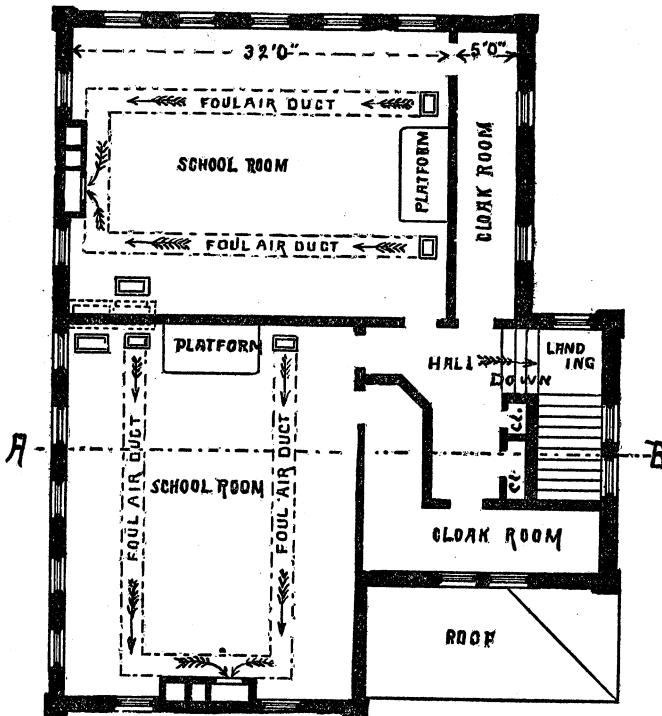 32'0"
5'0"
FOUL AIR DUCT
SCHOOL ROOM
PLATFORM
CLOAK ROOM
FOUL AIR DUCT
PLATFORM
HALL
LAND
ING
DOWN
CL.
A
B
FOUL AIR DUCT
SCHOOL ROOM
FOUL AIR DUCT
CL.
CLOAK ROOM
ROOF